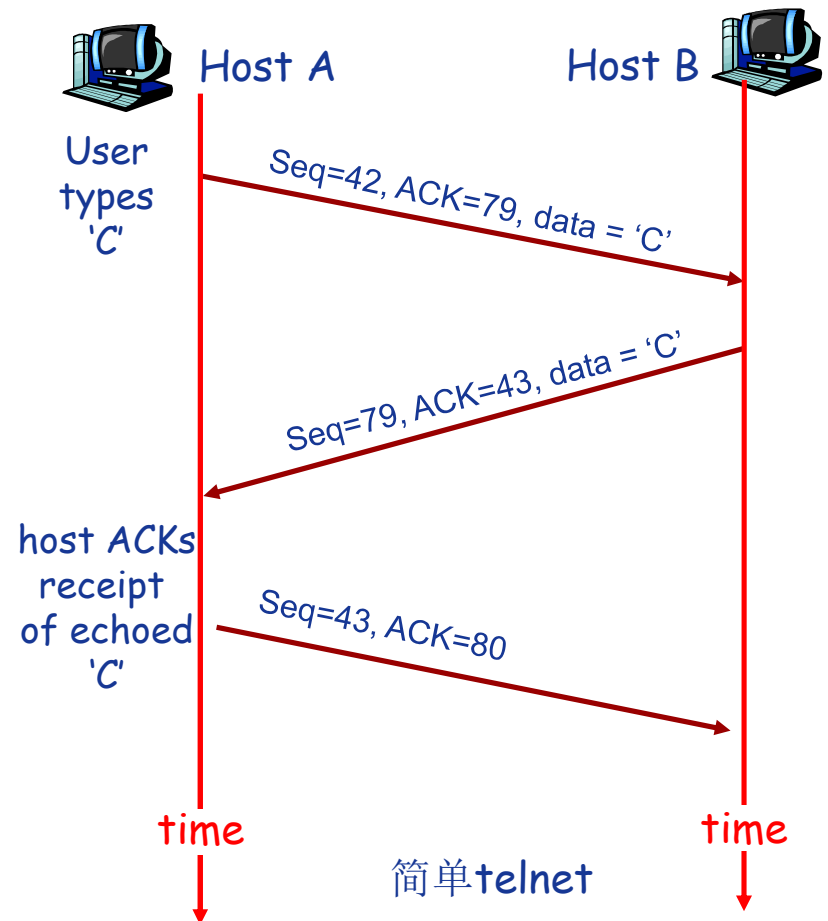 Host A
Host B
User
types
‘C’
Seq=42, ACK=79, data = ‘C’
Seq=79, ACK=43, data = ‘C’
host ACKs
receipt
of echoed
‘C’
Seq=43, ACK=80
time
time
简单telnet